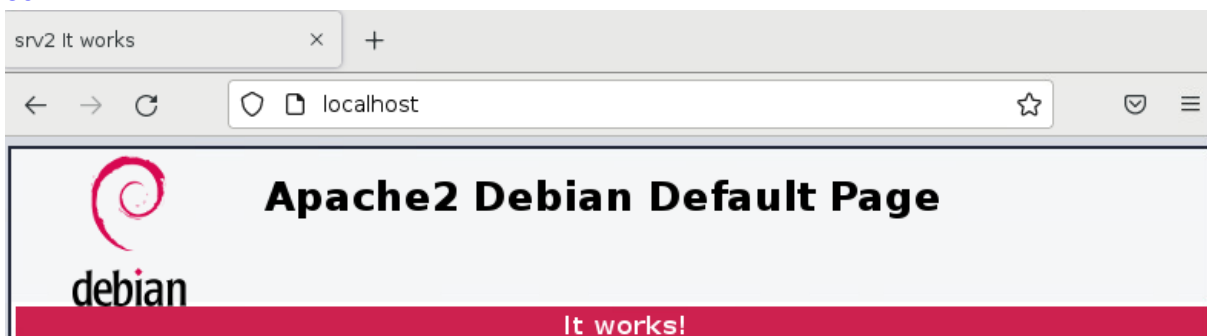 srv2 It works
localhost
Apache2 Debian Default Page
debian
It works!